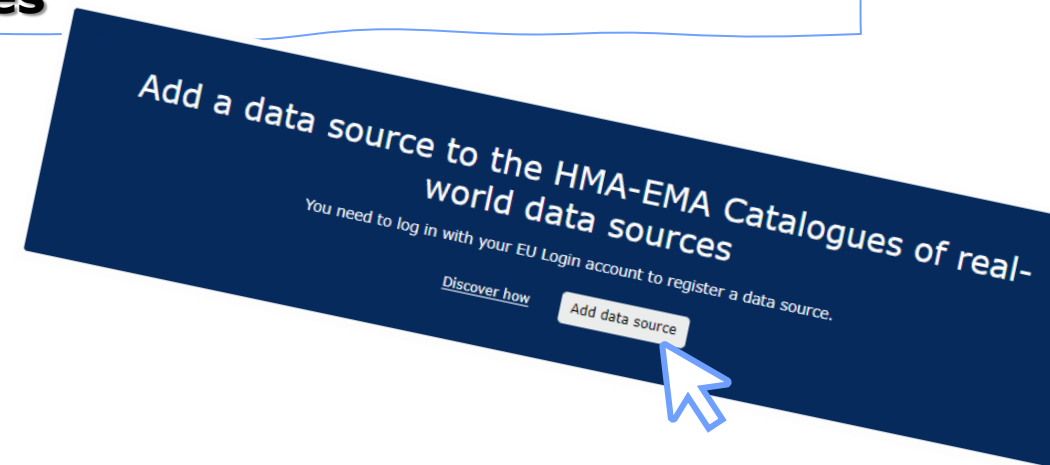 es
Add a data source to the HMA-EMA Catalogues of real-
world data sources
You need to log in with your EU Login account to register a data source.
Discover how
Add data source